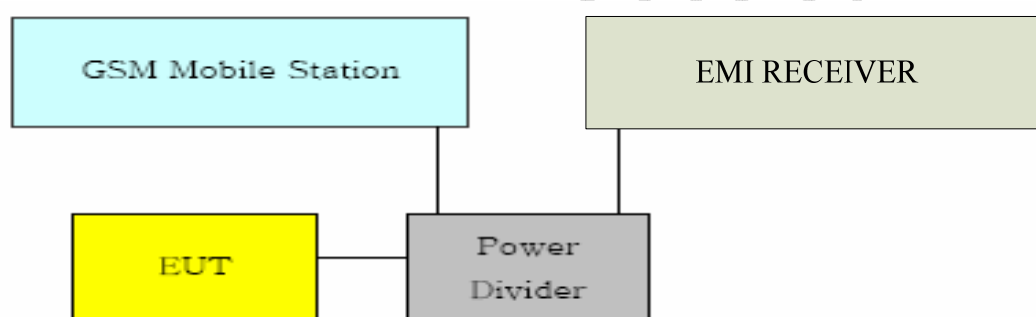 GSM Mobile Station
EMI RECEIVER
EUT
Power
Divider